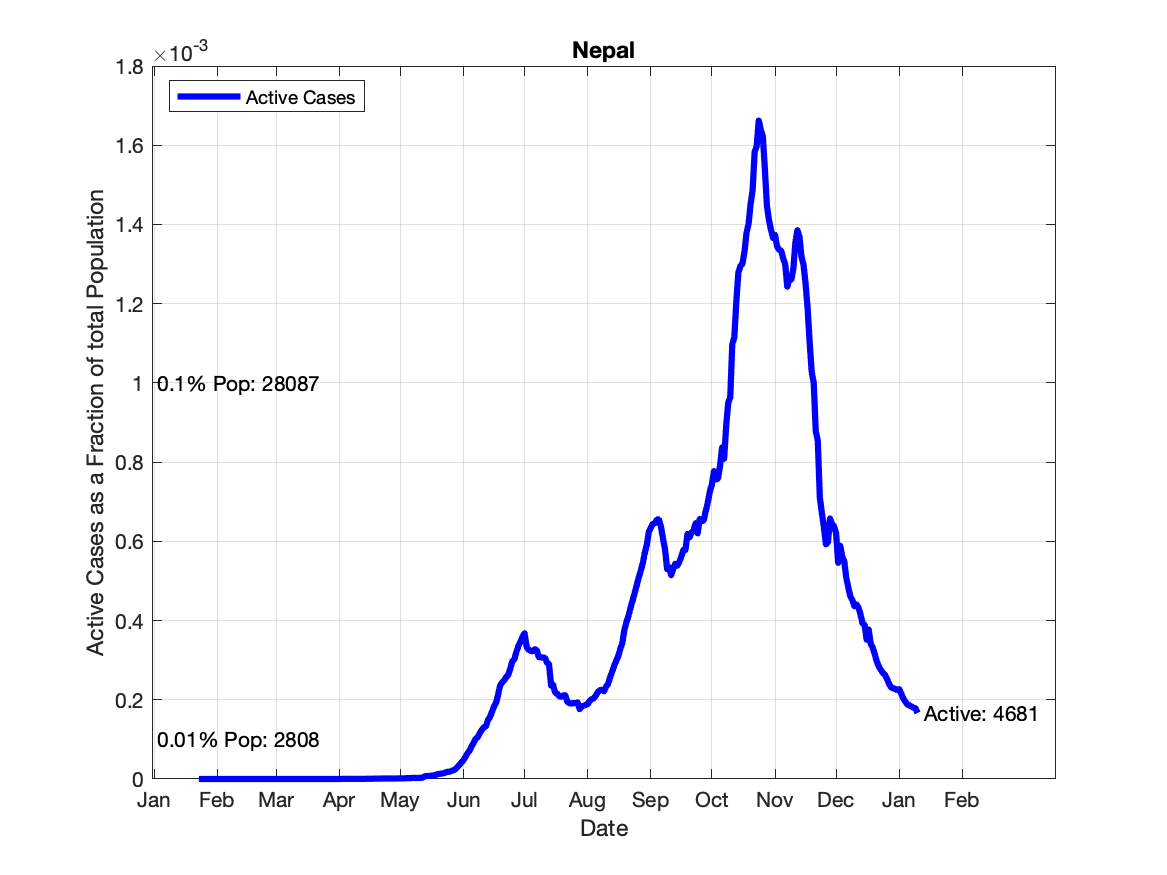 Nepal
×10-3
Active Cases
1.8
1.6
1.4
1.2
1
0.8
0.6
0.4
0.2
0
Active Cases as a Fraction of total Population
0.1% Pop: 28087
0.01% Pop: 2808
Active: 4681
Jan Feb Mar Apr May Jun Jul Aug Sep Oct Nov Dec Jan Feb
Date